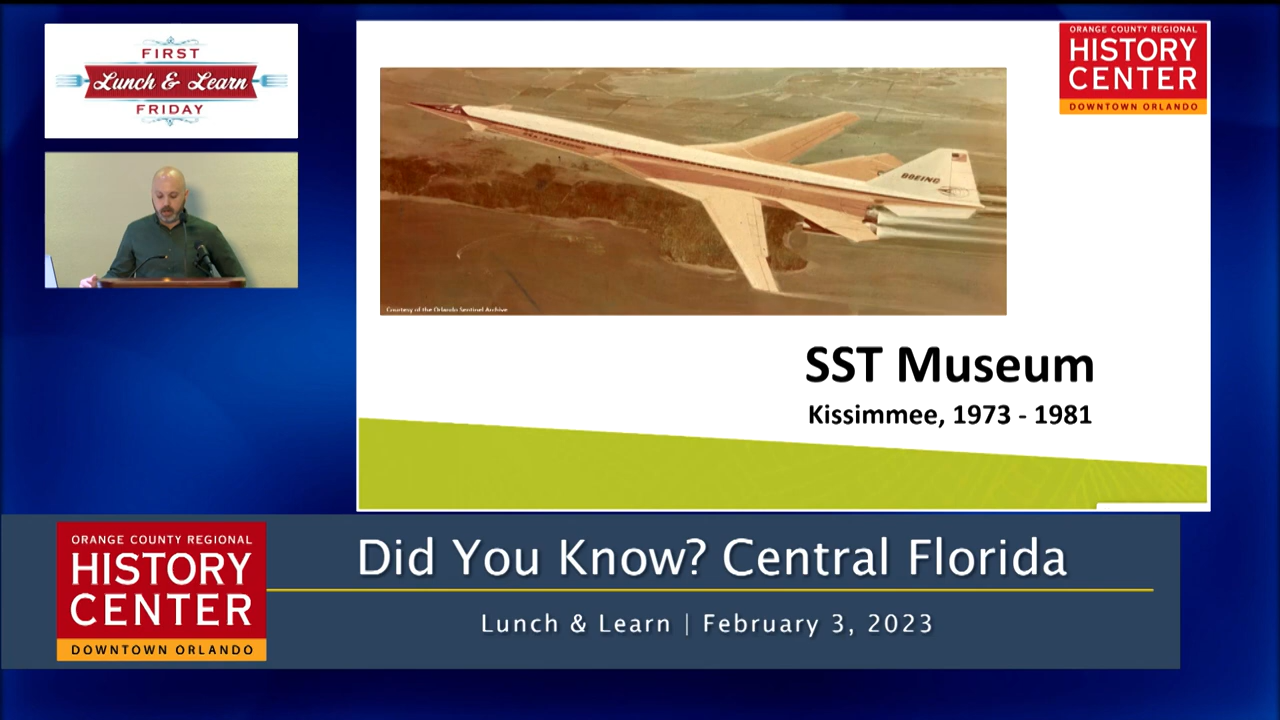 FIRST
Lunch & Learn
FRIDAY
ORANGE COUNTY REGIONAL
HISTORY
CENTER
DOWNTOWN ORLANDO
BOEING
Courtesy of the Orlando Sentinel Archive
SST Museum
Kissimmee, 1973 - 1981
ORANGE COUNTY REGIONAL
HISTORY
CENTER
DOWNTOWN ORLANDO
Did You Know? Central Florida
Lunch & Learn | February 3, 2023